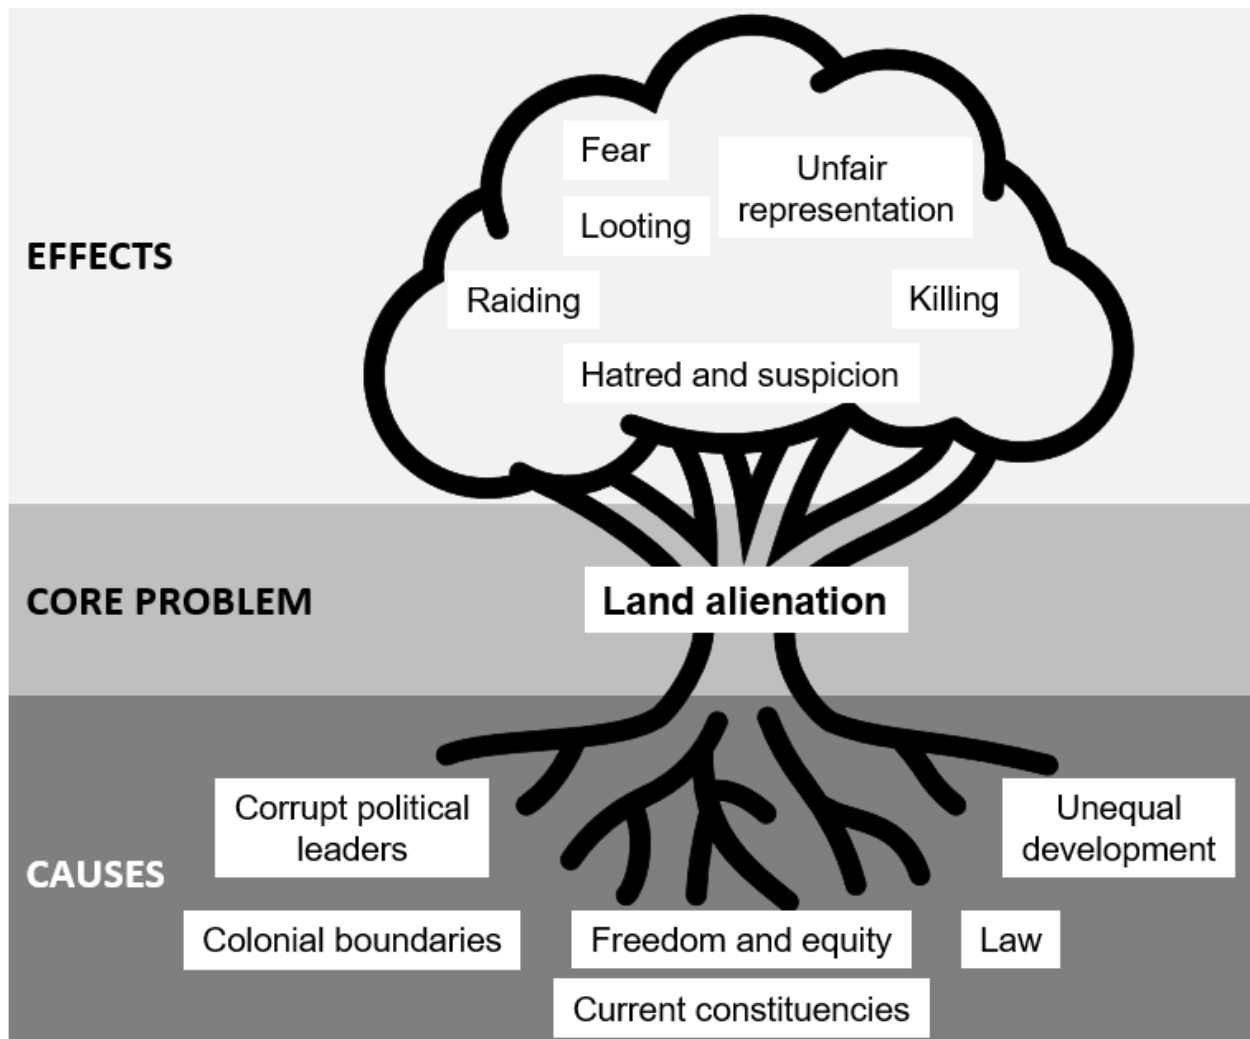 Fear
Unfair
representation
Looting
EFFECTS
Raiding
Killing
Hatred and suspicion
CORE PROBLEM
Land alienation
Corrupt political
leaders
Unequal
development
CAUSES
Colonial boundaries
Freedom and equity
Law
Current constituencies